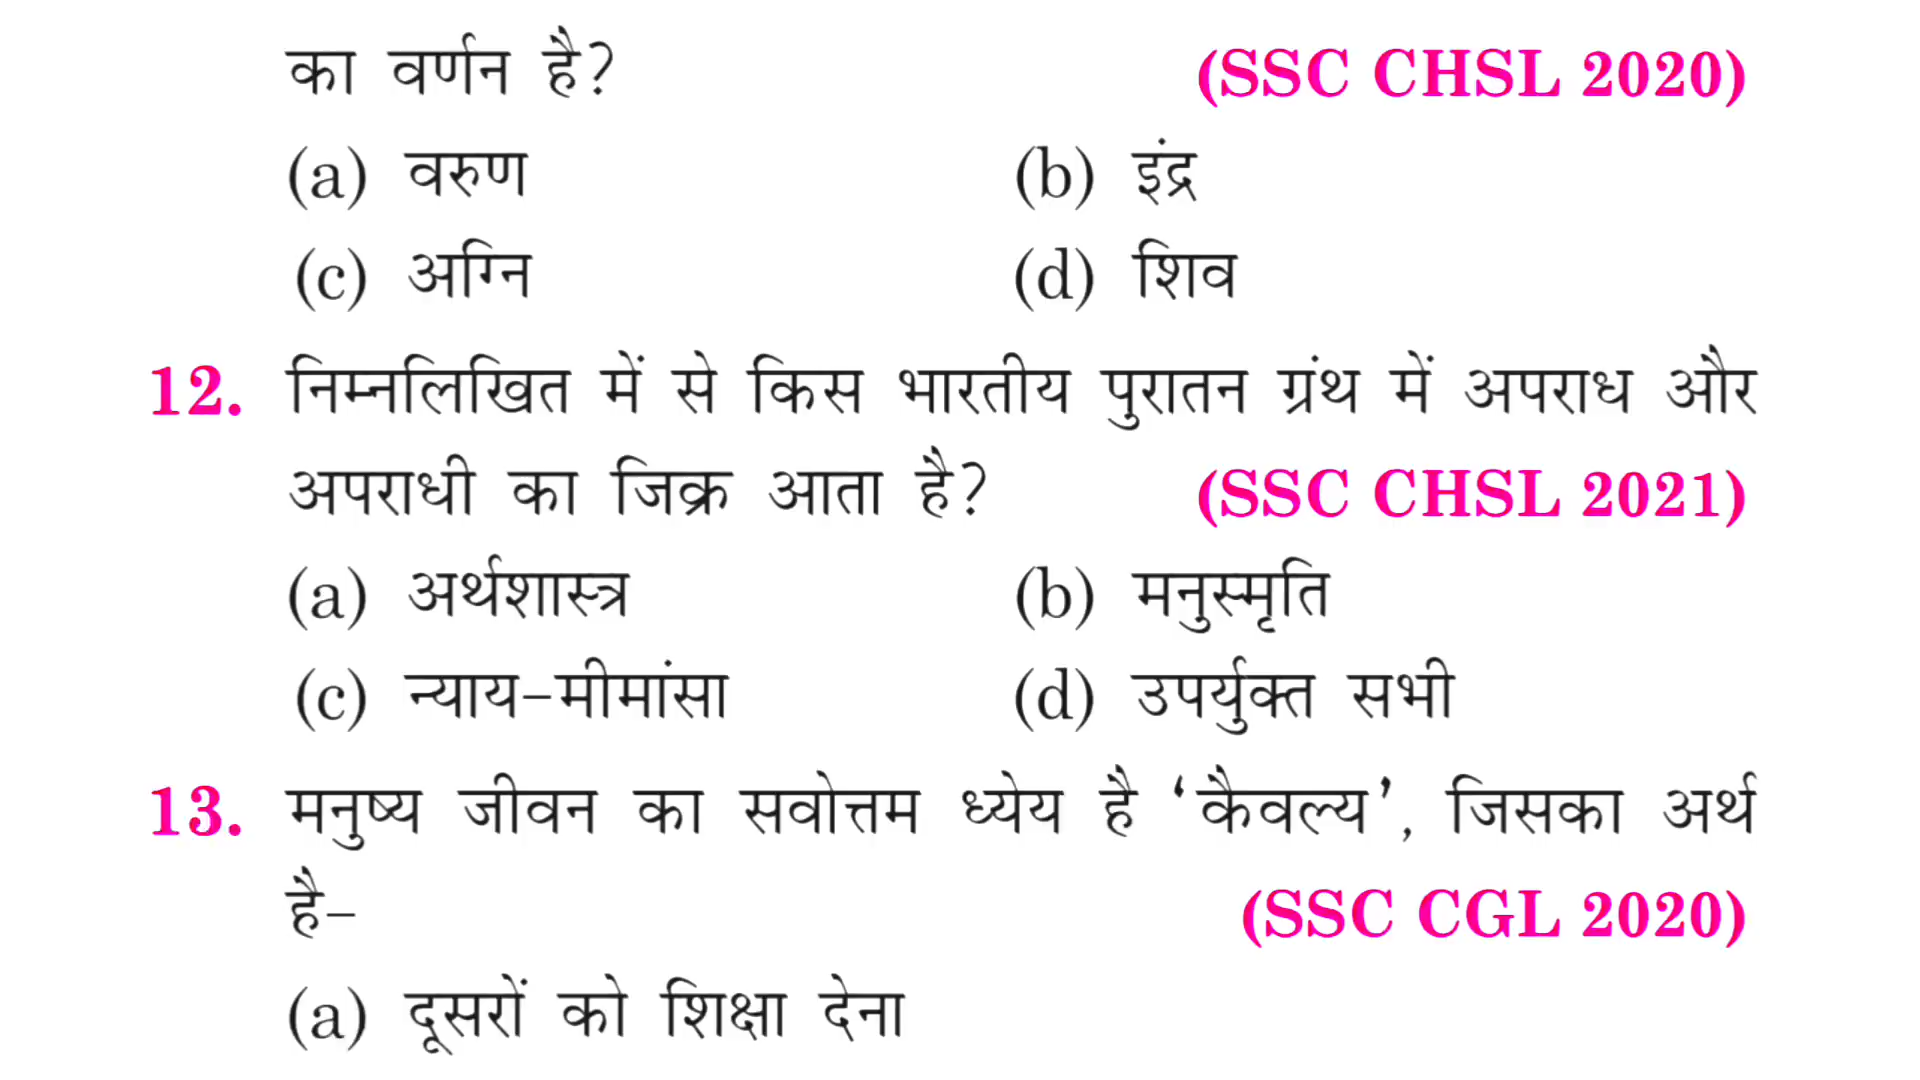 का वर्णन है? (SSC CHSL 2020)
(a) वरुण (b) इंद्र
(c) अग्नि (d) शिव
12. निम्नलिखित में से किस भारतीय पुरातन ग्रंथ में अपराध और
अपराधी का जिक्र आता है? (SSC CHSL 2021)
(a) अर्थशास्त्र (b) मनुस्मृति
(c) न्याय-मीमांसा (d) उपर्युक्त सभी
13. मनुष्य जीवन का सर्वोत्तम ध्येय है ‘कैवल्य’, जिसका अर्थ
है- (SSC CGL 2020)
(a) दूसरों को शिक्षा देना